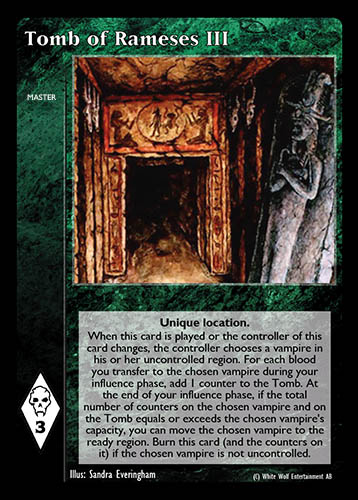 Tomb of Rameses III
MASTER
Unique location.
When this card is played or the controller of this
card changes, the controller chooses a vampire in
his or her uncontrolled region. For each blood
you transfer to the chosen vampire during your
influence phase, add 1 counter to the Tomb. At
the end of your influence phase, if the total
number of counters on the chosen vampire and on
the Tomb equals or exceeds the chosen vampire's
capacity, you can move the chosen vampire to the
ready region. Burn this card (and the counters on
it) if the chosen vampire is not uncontrolled.
3
Illus: Sandra Everingham
(C) White Wolf Entertainment AB